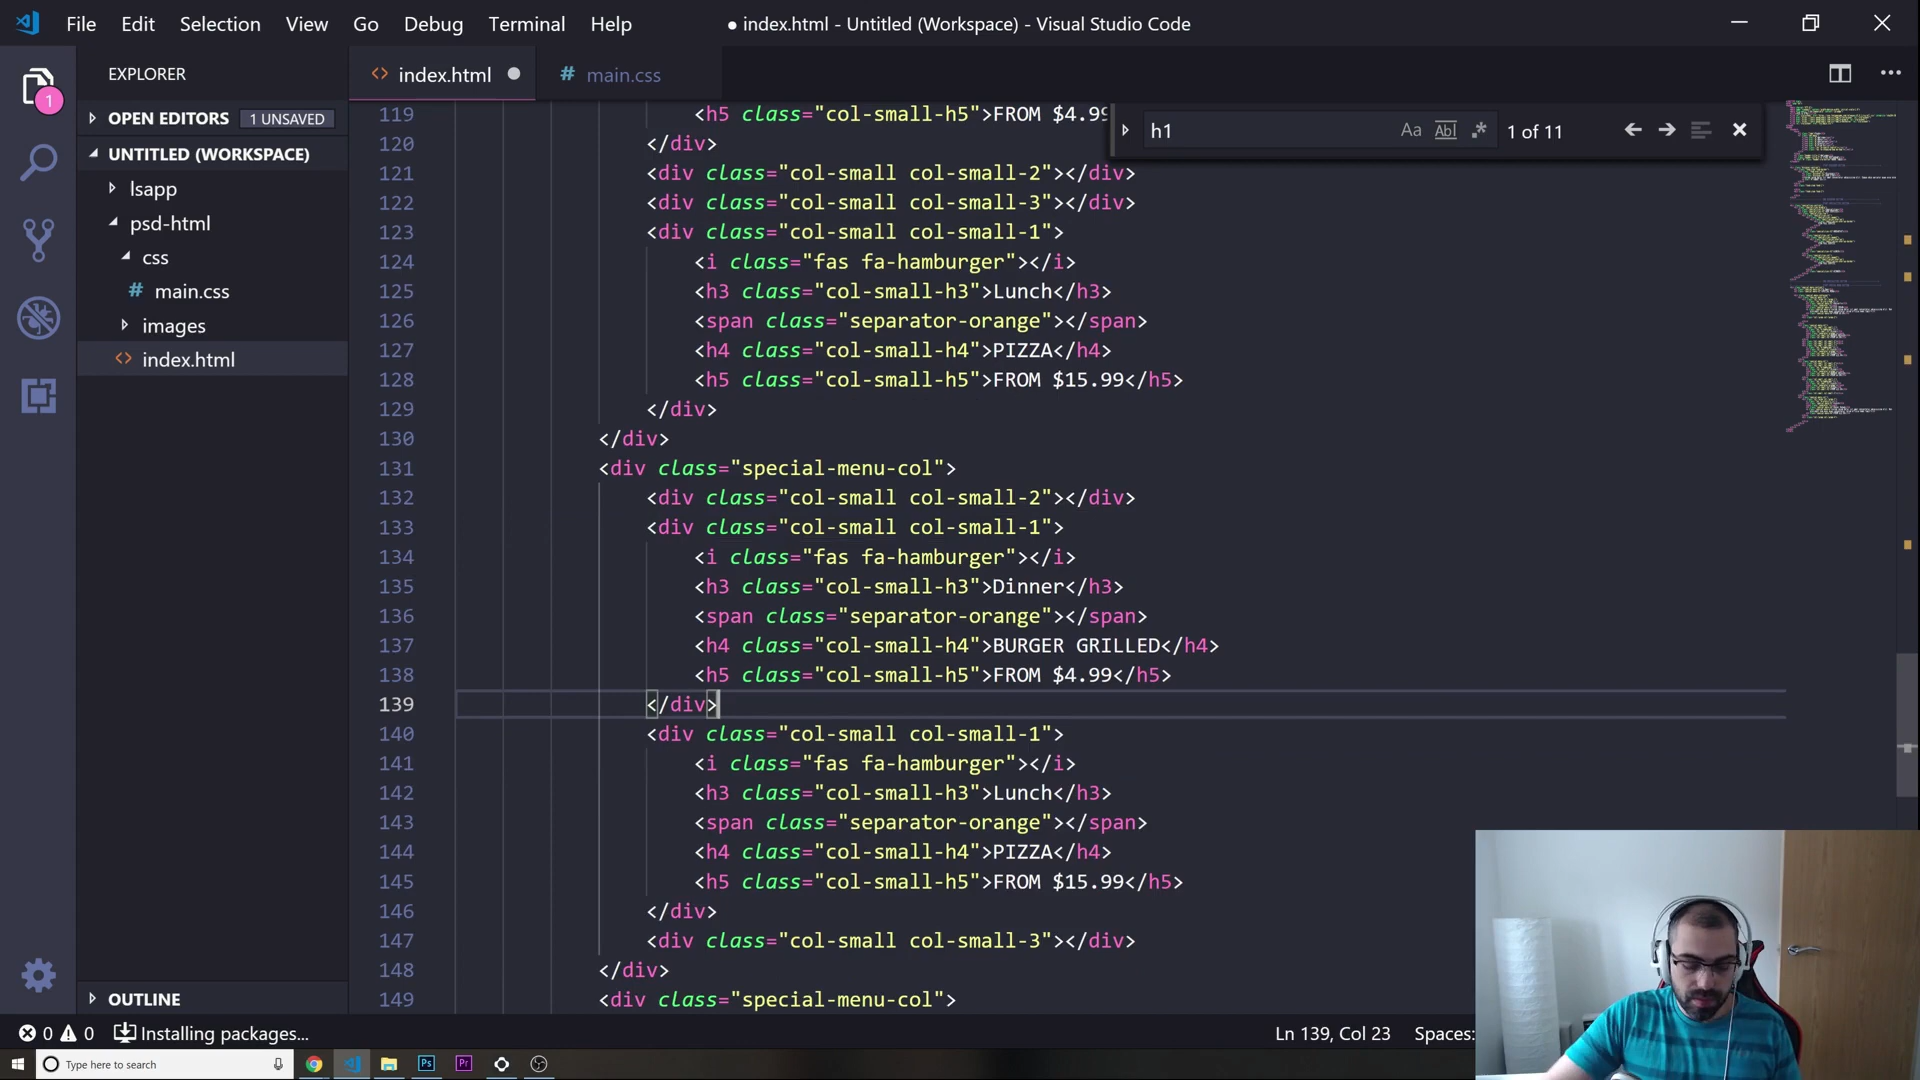 File Edit Selection View Go Debug Terminal Help ● index.html - Untitled (Workspace) - Visual Studio Code
EXPLORER
index.html
# main.css
OPEN EDITORS 1 UNSAVED
UNTITLED (WORKSPACE)
lsapp
psd-html
css
# main.css
images
<> index.html
OUTLINE
1
h1
Aa Abl .* 1 of 11
119 <h5 class="col-small-h5">FROM $4.99
120 </div>
121 <div class="col-small col-small-2"></div>
122 <div class="col-small col-small-3"></div>
123 <div class="col-small col-small-1">
124 <i class="fas fa-hamburger"></i>
125 <h3 class="col-small-h3">Lunch</h3>
126 <span class="separator-orange"></span>
127 <h4 class="col-small-h4">PIZZA</h4>
128 <h5 class="col-small-h5">FROM $15.99</h5>
129 </div>
130 </div>
131 <div class="special-menu-col">
132 <div class="col-small col-small-2"></div>
133 <div class="col-small col-small-1">
134 <i class="fas fa-hamburger"></i>
135 <h3 class="col-small-h3">Dinner</h3>
136 <span class="separator-orange"></span>
137 <h4 class="col-small-h4">BURGER GRILLED</h4>
138 <h5 class="col-small-h5">FROM $4.99</h5>
139 </div>
140 <div class="col-small col-small-1">
141 <i class="fas fa-hamburger"></i>
142 <h3 class="col-small-h3">Lunch</h3>
143 <span class="separator-orange"></span>
144 <h4 class="col-small-h4">PIZZA</h4>
145 <h5 class="col-small-h5">FROM $15.99</h5>
146 </div>
147 <div class="col-small col-small-3"></div>
148 </div>
149 <div class="special-menu-col">
0 0 Installing packages...
Ln 139, Col 23 Spaces:
Type here to search
Ps Pr